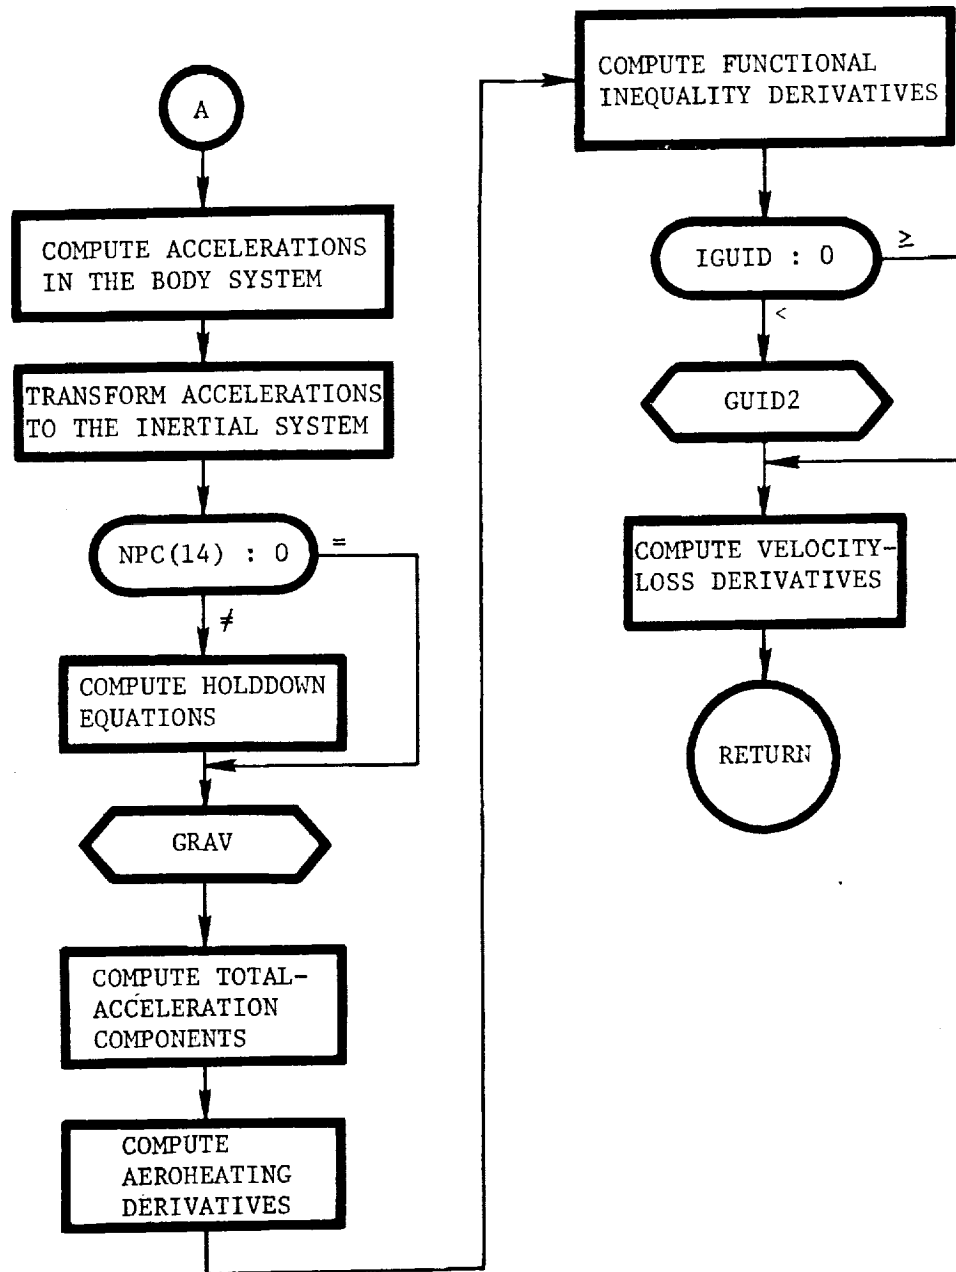 A
COMPUTE ACCELERATIONS
IN THE BODY SYSTEM
TRANSFORM ACCELERATIONS
TO THE INERTIAL SYSTEM
NPC(14) : 0
=
≠
COMPUTE HOLDDOWN
EQUATIONS
GRAV
COMPUTE TOTAL-
ACCELERATION
COMPONENTS
COMPUTE
AEROHEATING
DERIVATIVES
COMPUTE FUNCTIONAL
INEQUALITY DERIVATIVES
IGUID : 0
≥
<
GUID2
COMPUTE VELOCITY-
LOSS DERIVATIVES
RETURN